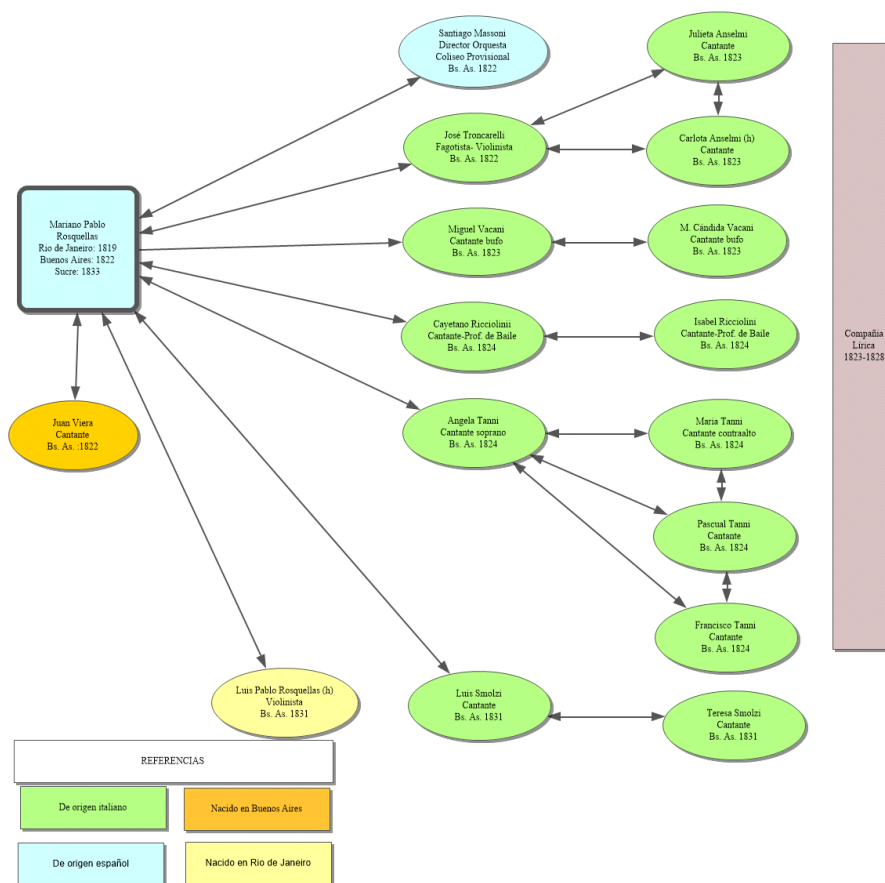 Santiago Massoni
Director Orquesta
Coliseo Provisional
Bs. As. 1822
Julieta Anselmi
Cantante
Bs. As. 1823
José Troncarelli
Fagotista- Violinista
Bs. As. 1822
Carlota Anselmi (h)
Cantante
Bs. As. 1823
Mariano Pablo
Rosquellas
Rio de Janeiro: 1819
Buenos Aires: 1822
Sucre: 1833
Miguel Vacani
Cantante bufo
Bs. As. 1823
M. Cándida Vacani
Cantante bufo
Bs. As. 1823
Cayetano Ricciolinii
Cantante-Prof. de Baile
Bs. As. 1824
Isabel Ricciolini
Cantante-Prof. de Baile
Bs. As. 1824
Compañia
Lírica
1823-1828
Juan Viera
Cantante
Bs. As. :1822
Angela Tanni
Cantante soprano
Bs. As. 1824
Maria Tanni
Cantante contraalto
Bs. As. 1824
Pascual Tanni
Cantante
Bs. As. 1824
Francisco Tanni
Cantante
Bs. As. 1824
Luis Pablo Rosquellas (h)
Violinista
Bs. As. 1831
Luis Smolzi
Cantante
Bs. As. 1831
Teresa Smolzi
Cantante
Bs. As. 1831
REFERENCIAS
De origen italiano
Nacido en Buenos Aires
De origen español
Nacido en Rio de Janeiro